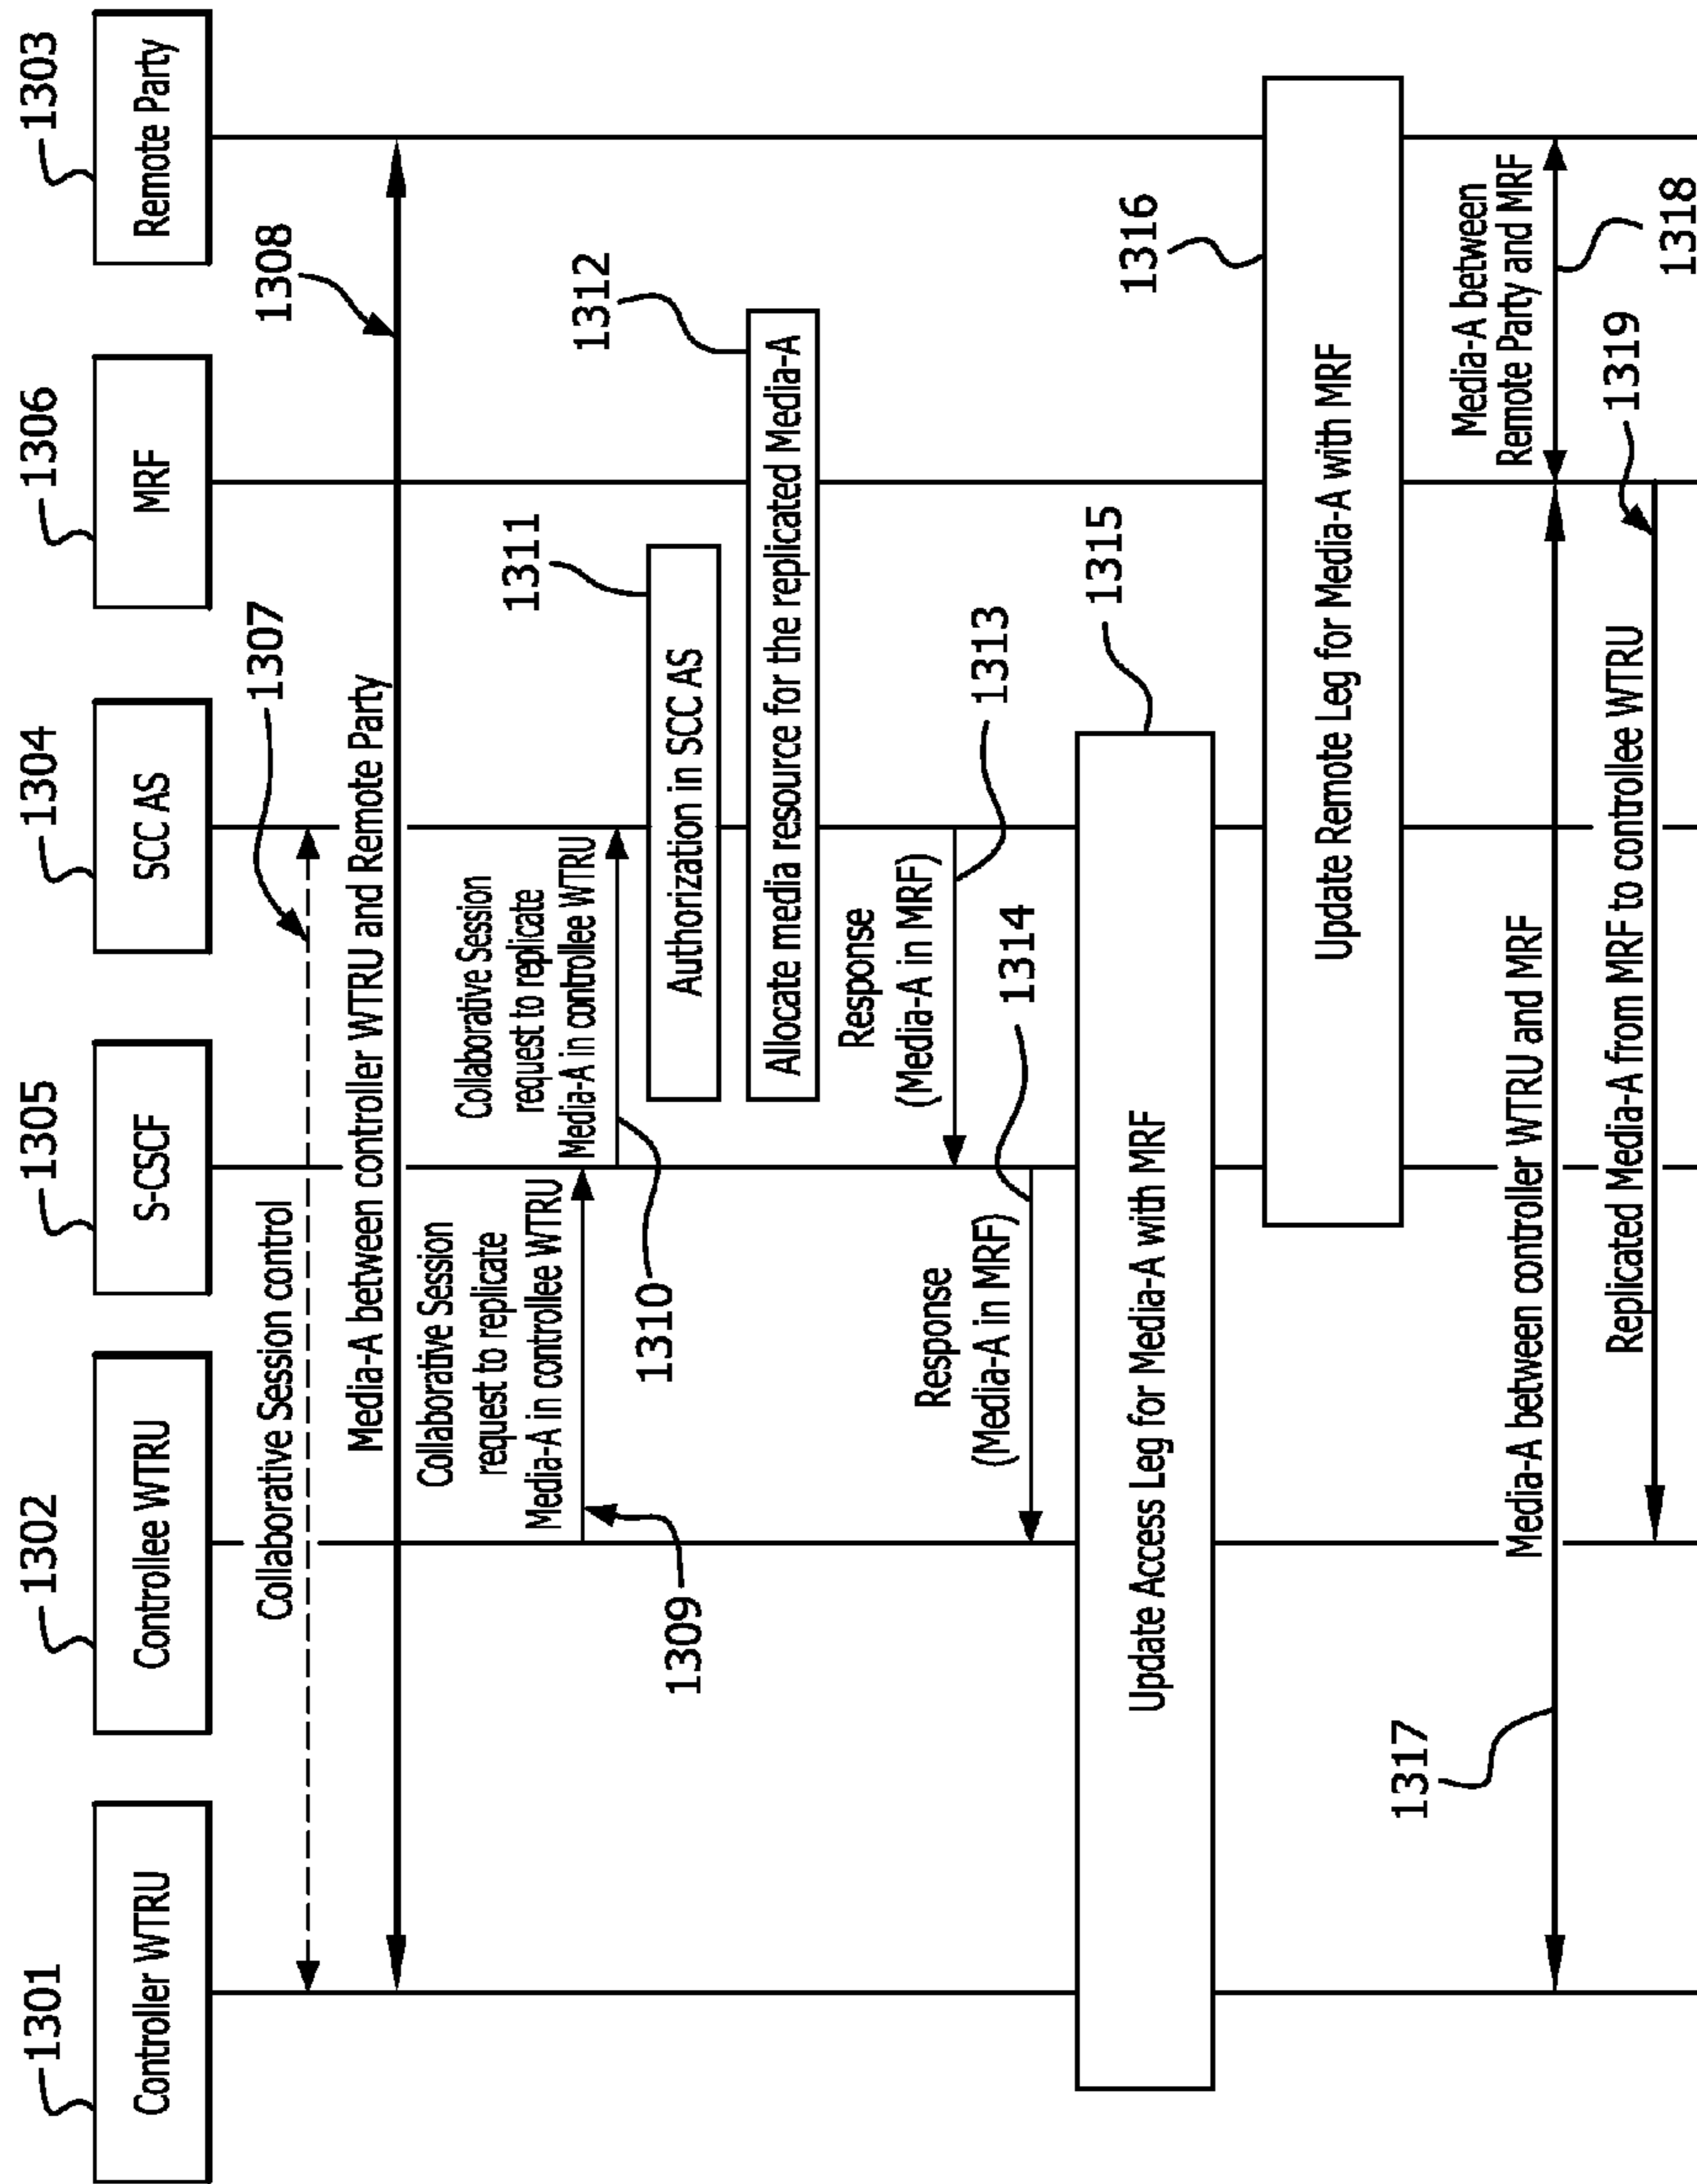 1301
1302
1305
1304
1306
1303
Controller WTRU
Controllee WTRU
S-CSCF
SCC AS
MRF
Remote Party
Collaborative Session control
1307
1308
Media-A between controller WTRU and Remote Party
Collaborative Session
request to replicate
Media-A in controllee WTRU
1309
Collaborative Session
request to replicate
Media-A in controllee WTRU
1310
1311
Authorization in SCC AS
1312
Allocate media resource for the replicated Media-A
Response
(Media-A in MRF)
1313
Response
(Media-A in MRF)
1314
1315
Update Access Leg for Media-A with MRF
1316
Update Remote Leg for Media-A with MRF
1317
Media-A between controller WTRU and MRF
Media-A between
Remote Party and MRF
1318
Replicated Media-A from MRF to controllee WTRU
1319